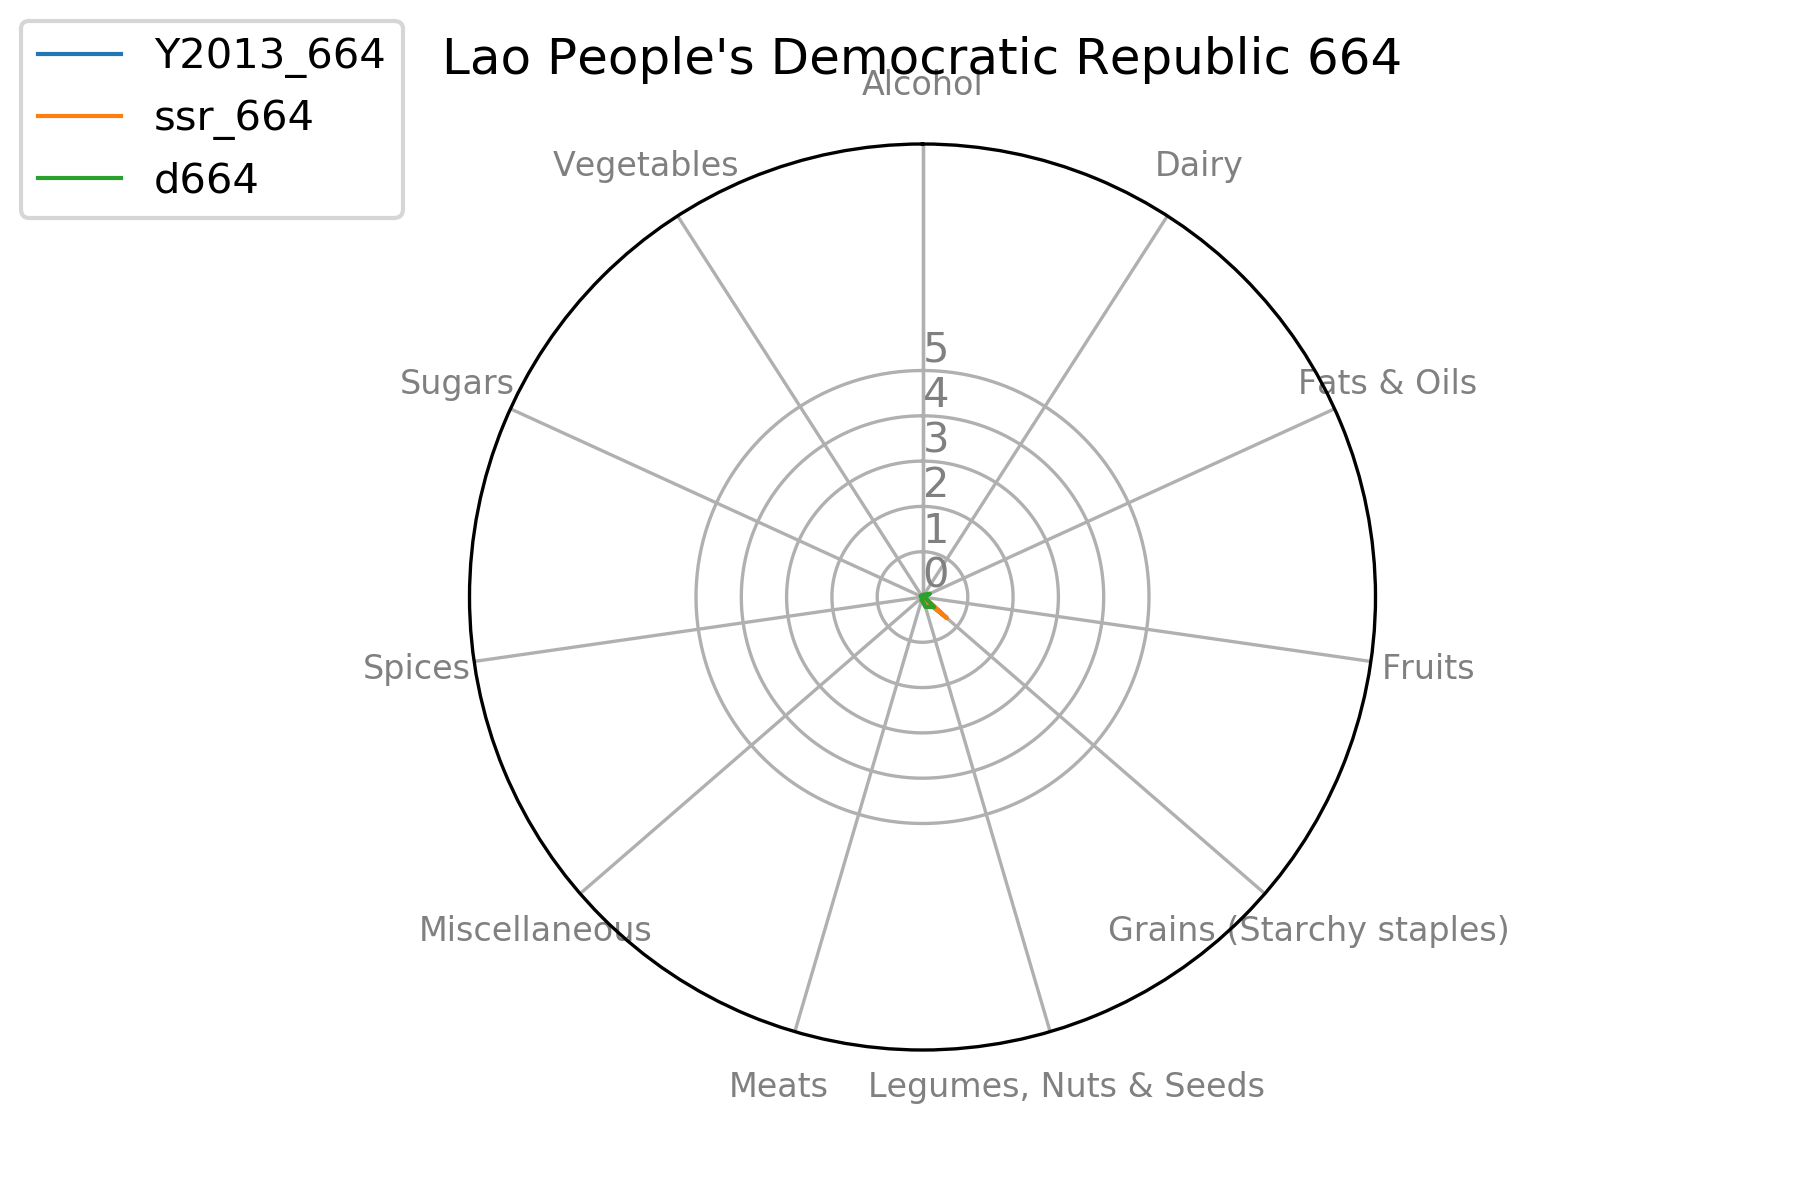 Y2013_664
ssr_664
d664
Lao People's Democratic Republic 664
Alcohol
Vegetables
Dairy
5
4
3
2
1
0
Sugars
Fats & Oils
Spices
Fruits
Miscellaneous
Grains (Starchy staples)
Meats
Legumes, Nuts & Seeds